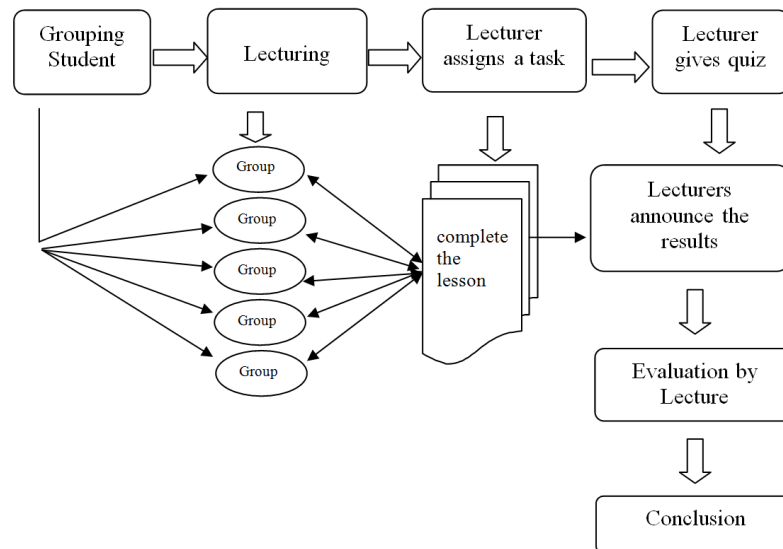 Grouping
Student
Lecturing
Lecturer
assigns a task
Lecturer
gives quiz
Group
Group
Group
Group
Group
complete
the
lesson
Lecturers
announce the
results
Evaluation by
Lecture
Conclusion